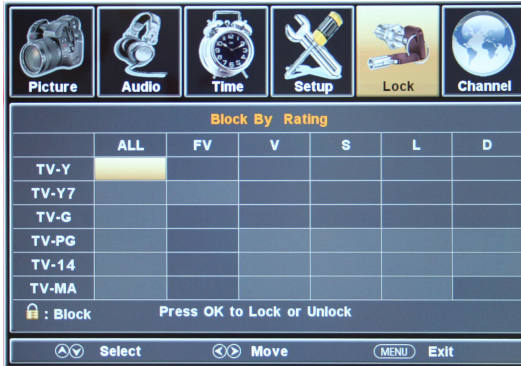 Picture Audio Time Setup Lock Channel
Block By Rating
ALL FV V S L D
TV-Y
TV-Y7
TV-G
TV-PG
TV-14
TV-MA
: Block Press OK to Lock or Unlock
Select Move MENU Exit